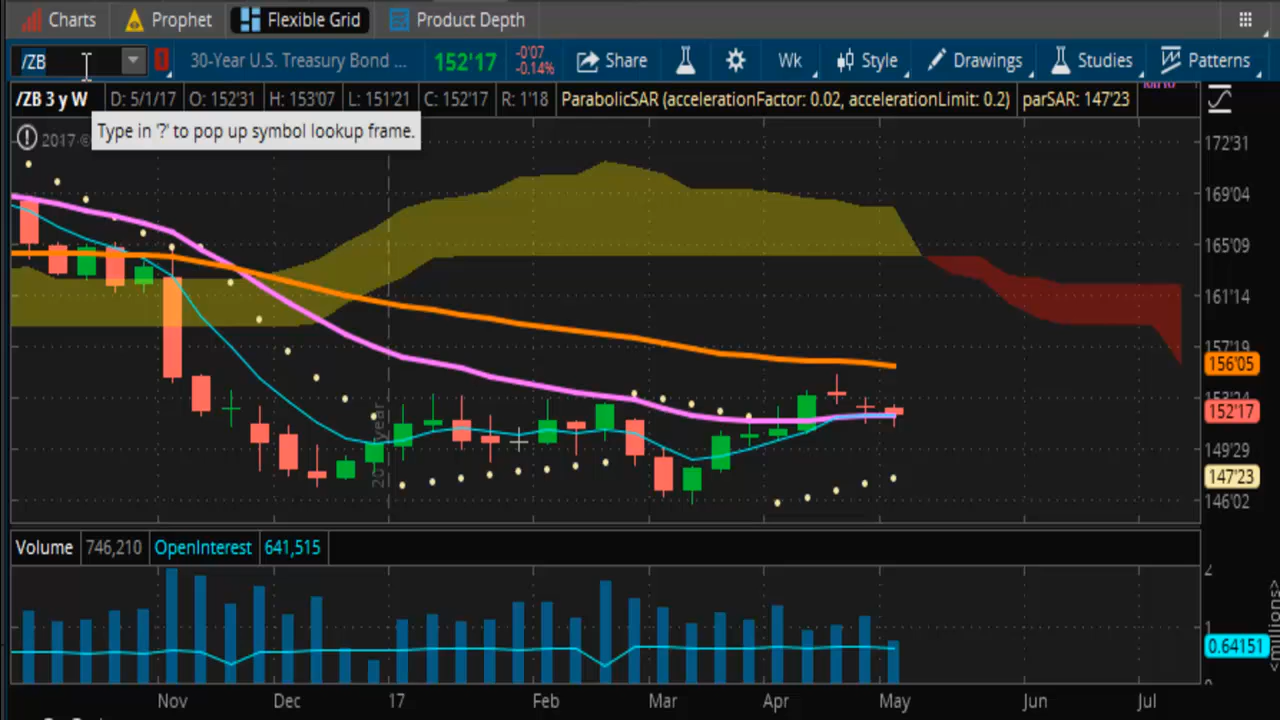 Charts Prophet Flexible Grid Product Depth
/ZB 30-Year U.S. Treasury Bond ... 152'17 -0'07 -0.14% Share Wk Style Drawings Studies Patterns
/ZB 3 y W D: 5/1/17 O: 152'31 H: 153'07 L: 151'21 C: 152'17 R: 1'18 ParabolicSAR (accelerationFactor: 0.02, accelerationLimit: 0.2) parSAR: 147'23
Type in '?' to pop up symbol lookup frame.
2017 ©
172'31
169'04
165'09
161'14
157'19
156'05
152'17
149'29
147'23
146'02
year
Volume 746,210 OpenInterest 641,515
2
1
0.64151
<millions>
Nov Dec 17 Feb Mar Apr May Jun Jul